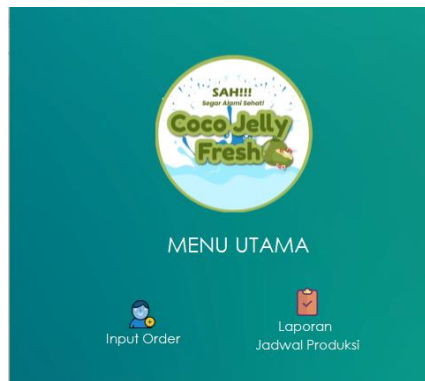 SAH!!!
Segar Alami Sehat!
Coco Jelly
Fresh
MENU UTAMA
Input Order
Laporan
Jadwal Produksi